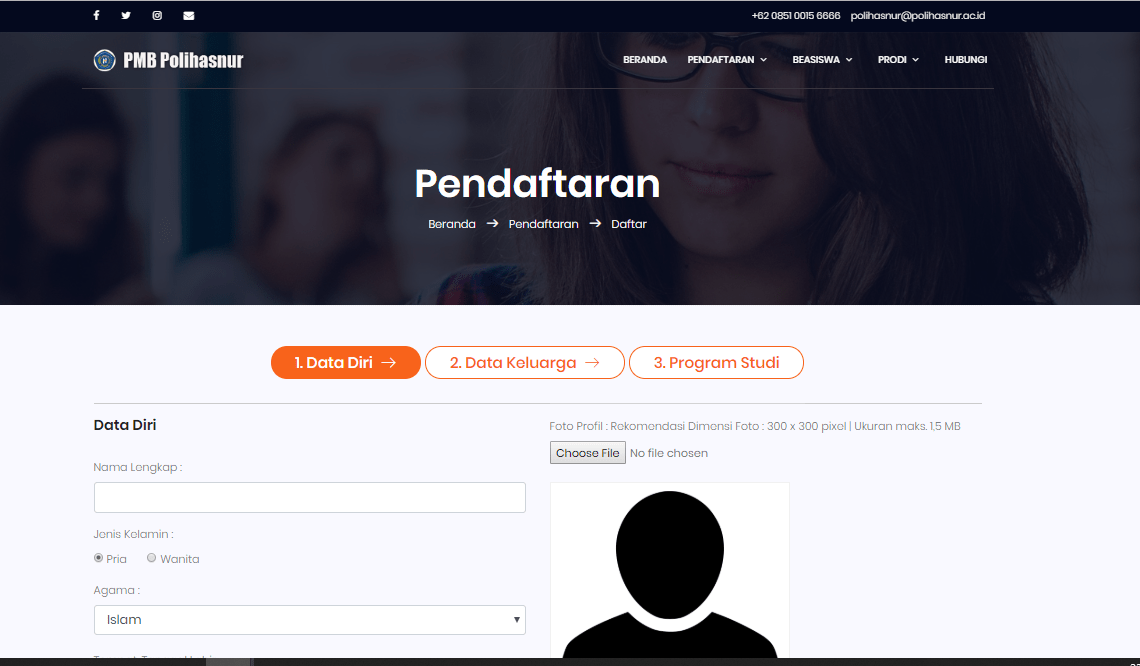 +62 0851 0015 6666 polihasnur@polihasnur.ac.id
PMB Polihasnur
BERANDA PENDAFTARAN BEASISWA PRODI HUBUNGI
Pendaftaran
Beranda → Pendaftaran → Daftar
1. Data Diri → 2. Data Keluarga → 3. Program Studi
Data Diri
Foto Profil : Rekomendasi Dimensi Foto : 300 x 300 pixel | Ukuran maks. 1,5 MB
Choose File No file chosen
Nama Lengkap :
Jenis Kelamin :
Pria Wanita
Agama :
Islam